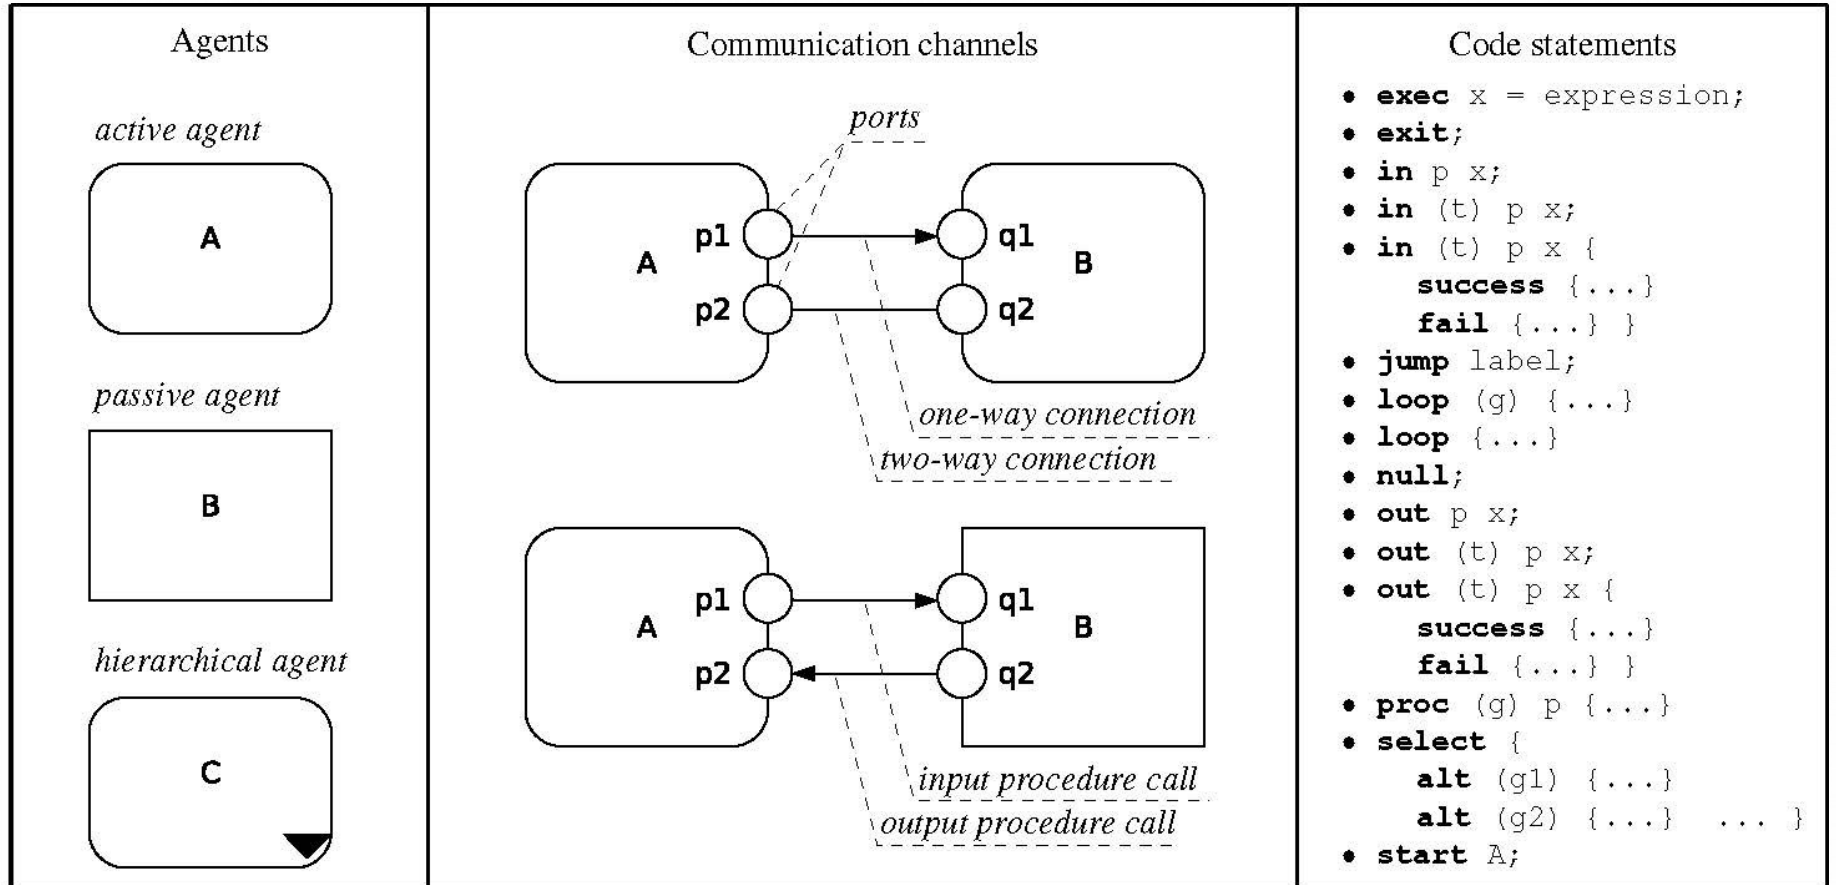 Agents
active agent
A
passive agent
B
hierarchical agent
C
Communication channels
ports
p1
q1
A
B
p2
q2
one-way connection
two-way connection
p1
q1
A
B
p2
q2
input procedure call
output procedure call
Code statements
• exec x = expression;
• exit;
• in p x;
• in (t) p x;
• in (t) p x {
success {...}
fail {...} }
• jump label;
• loop (g) {...}
• loop {...}
• null;
• out p x;
• out (t) p x;
• out (t) p x {
success {...}
fail {...} }
• proc (g) p {...}
• select {
alt (g1) {...}
alt (g2) {...} ... }
• start A;